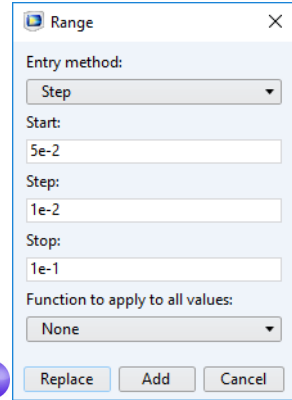 Range
Entry method:
Step
Start:
5e-2
Step:
1e-2
Stop:
1e-1
Function to apply to all values:
None
Replace Add Cancel